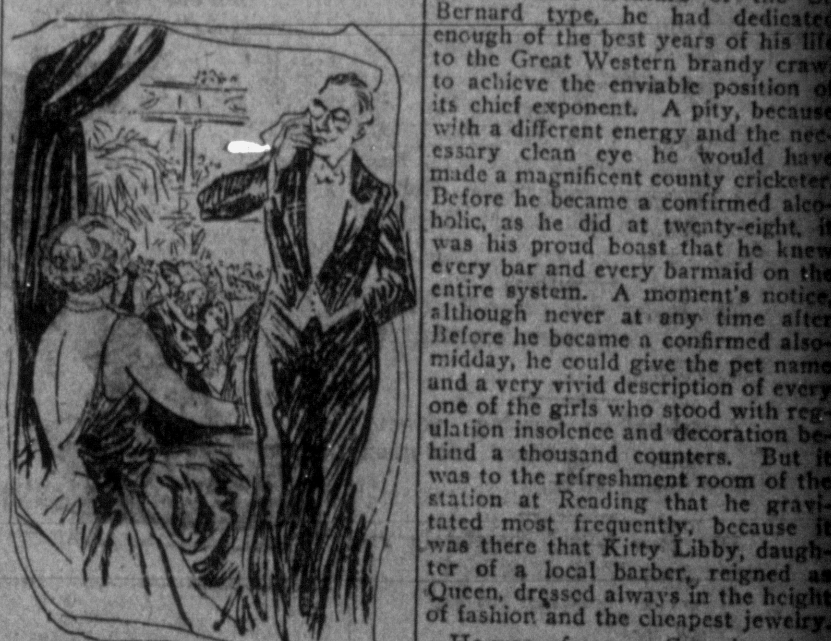 Bernard type, he had dedicated
enough of the best years of his life
to the Great Western brandy crawl
to achieve the enviable position of
its chief exponent. A pity, because
with a different energy and the nec-
essary clean eye he would have
made a magnificent county cricketer.
Before he became a confirmed alco-
holic, as he did at twenty-eight, it
was his proud boast that he knew
every bar and every barmaid on the
entire system. A moment's notice
although never at any time after
Before he became a confirmed also-
midday, he could give the pet name
and a very vivid description of every
one of the girls who stood with reg-
ulation insolence and decoration be-
hind a thousand counters. But it
was to the refreshment room of the
station at Reading that he gravi-
tated most frequently, because it
was there that Kitty Libby, daugh-
ter of a local barber, reigned as
Queen, dressed always in the height
of fashion and the cheapest jewelry.